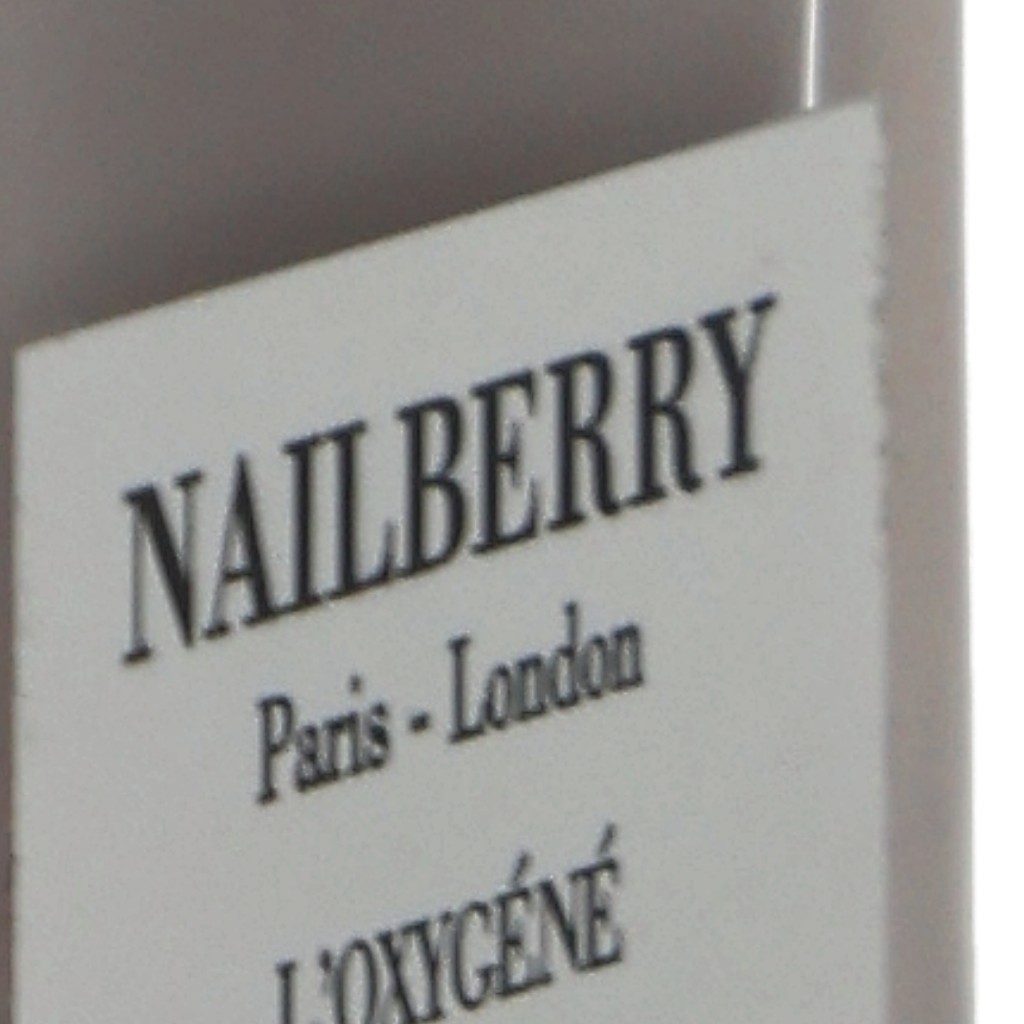 NAILBERRY
Paris - London
L'OXYGÉNÉ